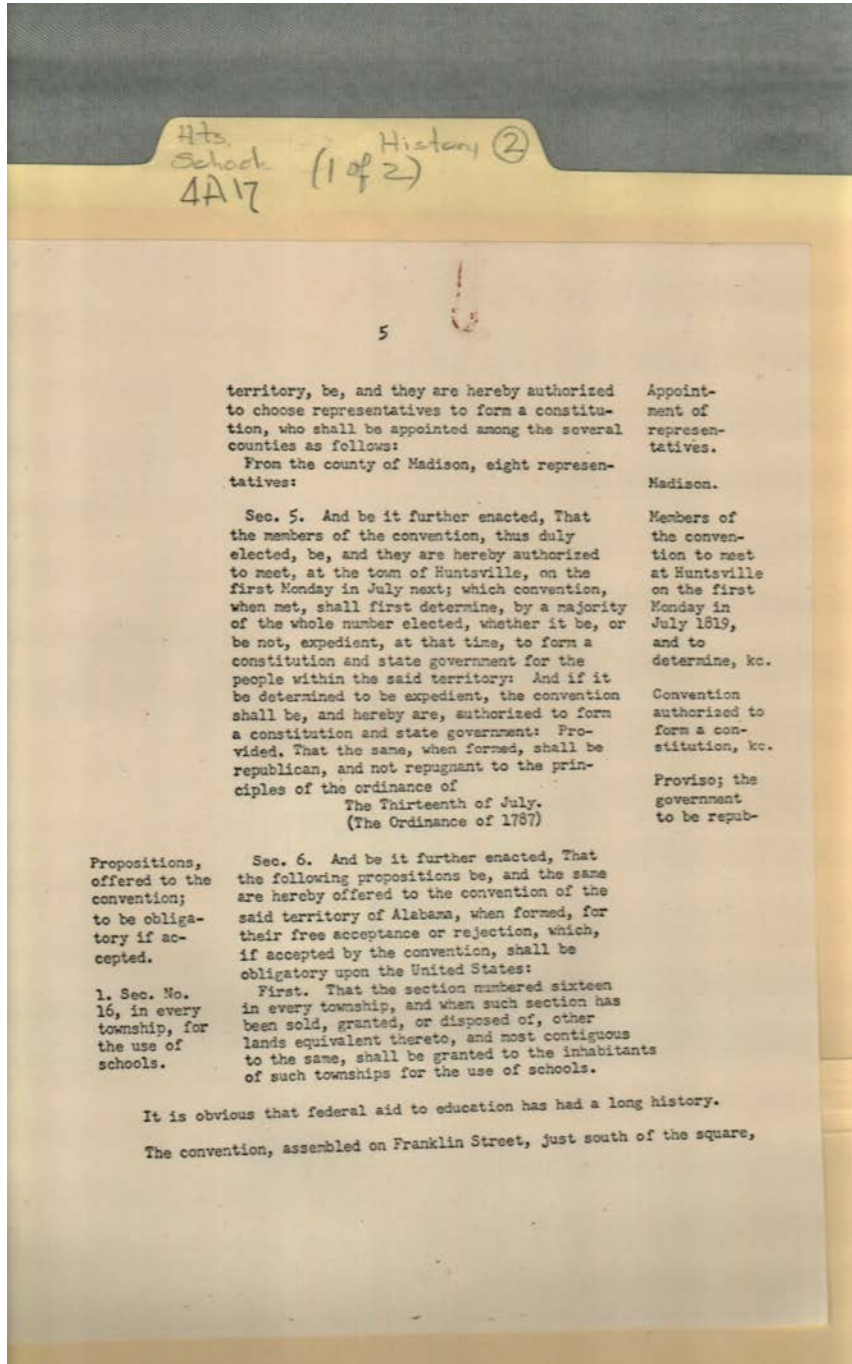 Hts. History ②
School (1 of 2)
4A17
5
territory, be, and they are hereby authorized
to choose representatives to form a constitu-
tion, who shall be appointed among the several
counties as follows:
From the county of Madison, eight represen-
tatives:
Appoint-
ment of
represen-
tatives.
Madison.
Sec. 5. And be it further enacted, That
the members of the convention, thus duly
elected, be, and they are hereby authorized
to meet, at the town of Huntsville, on the
first Monday in July next; which convention,
when met, shall first determine, by a majority
of the whole number elected, whether it be, or
be not, expedient, at that time, to form a
constitution and state government for the
people within the said territory: And if it
be determined to be expedient, the convention
shall be, and hereby are, authorized to form
a constitution and state government: Pro-
vided. That the same, when formed, shall be
republican, and not repugnant to the prin-
ciples of the ordinance of
The Thirteenth of July.
(The Ordinance of 1787)
Members of
the conven-
tion to meet
at Huntsville
on the first
Monday in
July 1819,
and to
determine, kc.
Convention
authorized to
form a con-
stitution, kc.
Proviso; the
government
to be repub-
Propositions,
offered to the
convention;
to be obliga-
tory if ac-
cepted.
Sec. 6. And be it further enacted, That
the following propositions be, and the same
are hereby offered to the convention of the
said territory of Alabama, when formed, for
their free acceptance or rejection, which,
if accepted by the convention, shall be
obligatory upon the United States:
1. Sec. No.
16, in every
township, for
the use of
schools.
First. That the section numbered sixteen
in every township, and when such section has
been sold, granted, or disposed of, other
lands equivalent thereto, and most contiguous
to the same, shall be granted to the inhabitants
of such townships for the use of schools.
It is obvious that federal aid to education has had a long history.
The convention, assembled on Franklin Street, just south of the square,